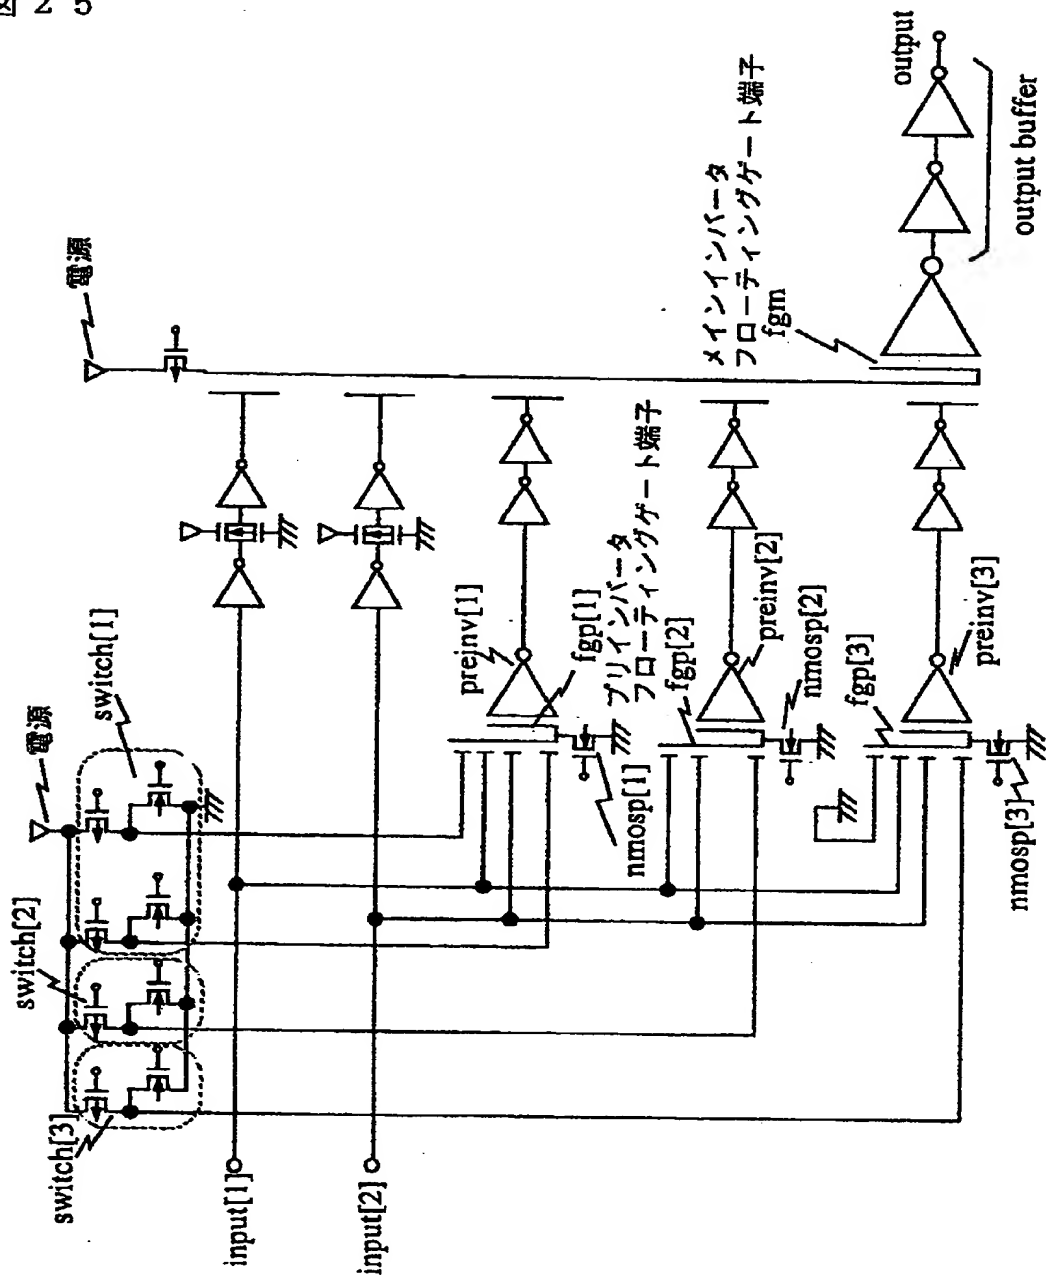 図２５
電源
電源
switch[1]
switch[2]
switch[3]
input[1]
input[2]
preinv[1]
プリインバータ
フローティングゲート端子
fgp[1]
nmosp[1]
fgp[2]
preinv[2]
nmosp[2]
fgp[3]
preinv[3]
nmosp[3]
メインインバータ
フローティングゲート端子
fgm
output
output buffer